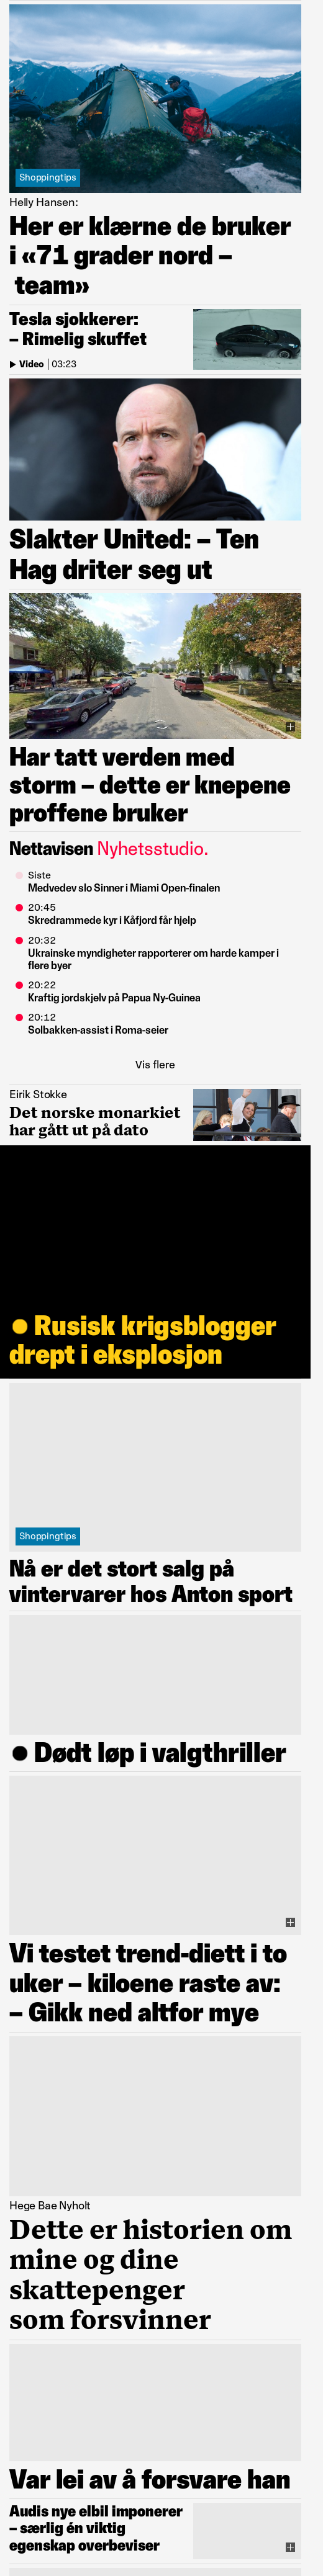 Shoppingtips
Helly Hansen:
Her er klærne de bruker
i «71 grader nord –
team»
Tesla sjokkerer:
– Rimelig skuffet
Video | 03:23
Slakter United: – Ten
Hag driter seg ut
Har tatt verden med
storm – dette er knepene
proffene bruker
Nettavisen Nyhetsstudio.
Siste
Medvedev slo Sinner i Miami Open-finalen
20:45
Skredrammede kyr i Kåfjord får hjelp
20:32
Ukrainske myndigheter rapporterer om harde kamper i
flere byer
20:22
Kraftig jordskjelv på Papua Ny-Guinea
20:12
Solbakken-assist i Roma-seier
Vis flere
Eirik Stokke
Det norske monarkiet
har gått ut på dato
Rusisk krigsblogger
drept i eksplosjon
Shoppingtips
Nå er det stort salg på
vintervarer hos Anton sport
Dødt løp i valgthriller
Vi testet trend-diett i to
uker – kiloene raste av:
– Gikk ned altfor mye
Hege Bae Nyholt
Dette er historien om
mine og dine
skattepenger
som forsvinner
Var lei av å forsvare han
Audis nye elbil imponerer
– særlig én viktig
egenskap overbeviser